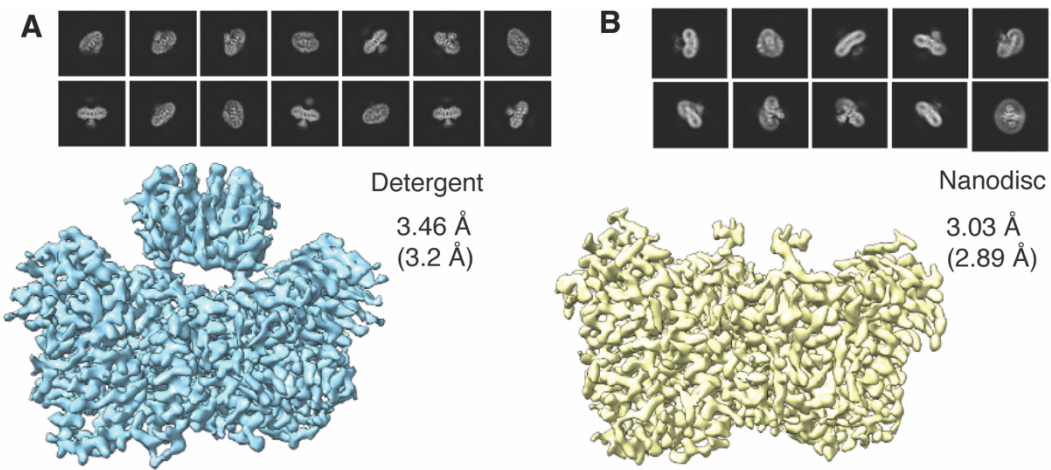 A
B
Detergent
3.46 Å
(3.2 Å)
Nanodisc
3.03 Å
(2.89 Å)